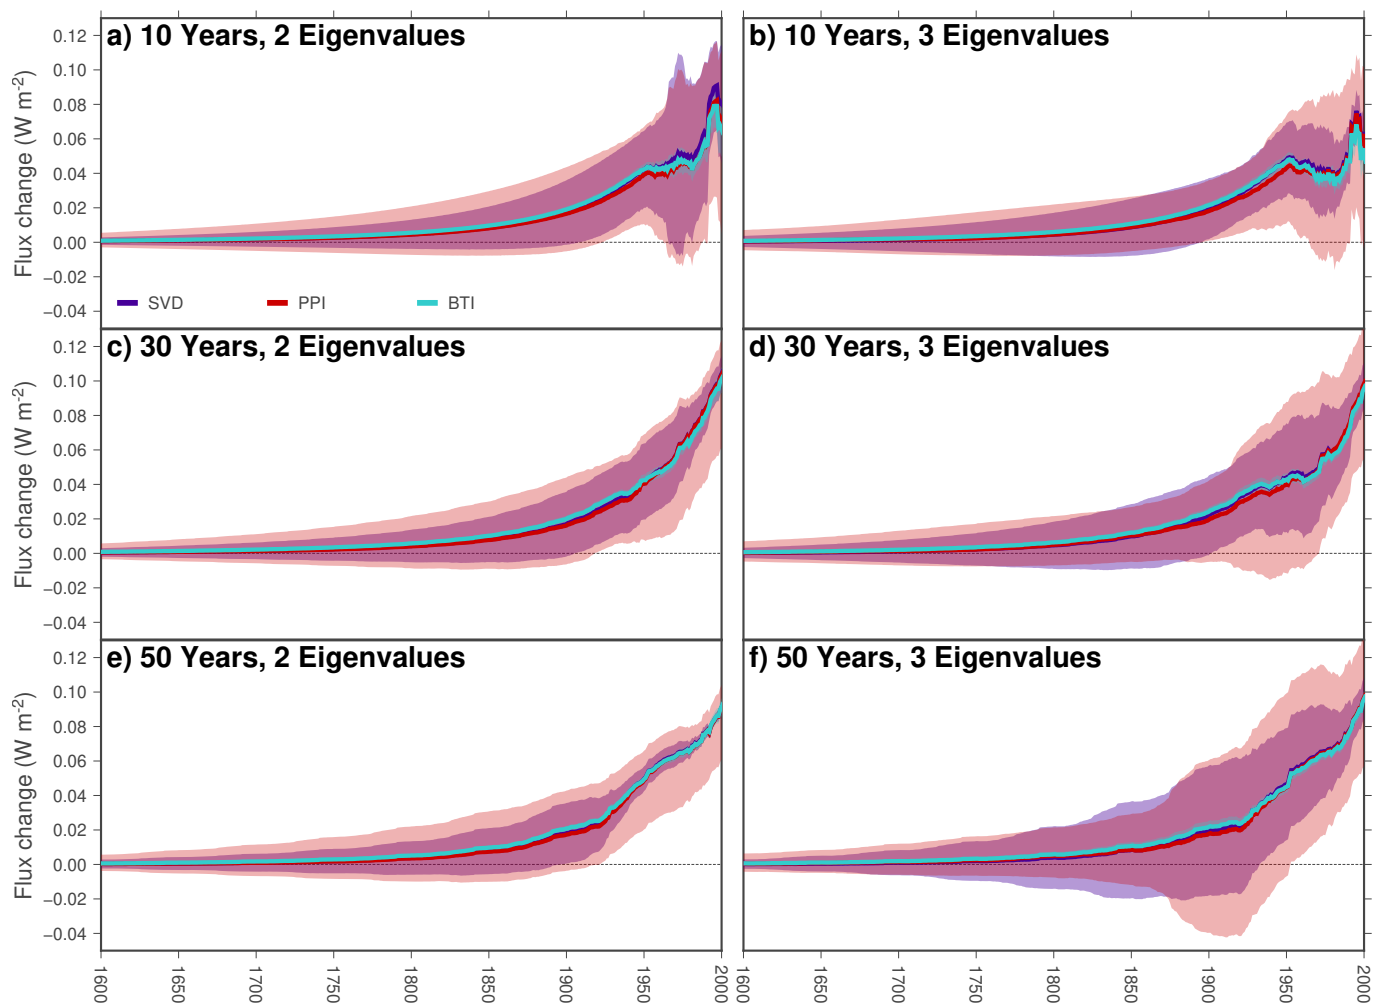 a) 10 Years, 2 Eigenvalues
b) 10 Years, 3 Eigenvalues
Flux change (W m-2)
0.12
0.10
0.08
0.06
0.04
0.02
0.00
−0.02
−0.04
SVD PPI BTI
c) 30 Years, 2 Eigenvalues
d) 30 Years, 3 Eigenvalues
Flux change (W m-2)
0.12
0.10
0.08
0.06
0.04
0.02
0.00
−0.02
−0.04
e) 50 Years, 2 Eigenvalues
f) 50 Years, 3 Eigenvalues
Flux change (W m-2)
0.12
0.10
0.08
0.06
0.04
0.02
0.00
−0.02
−0.04
1600 1650 1700 1750 1800 1850 1900 1950 2000
1600 1650 1700 1750 1800 1850 1900 1950 2000